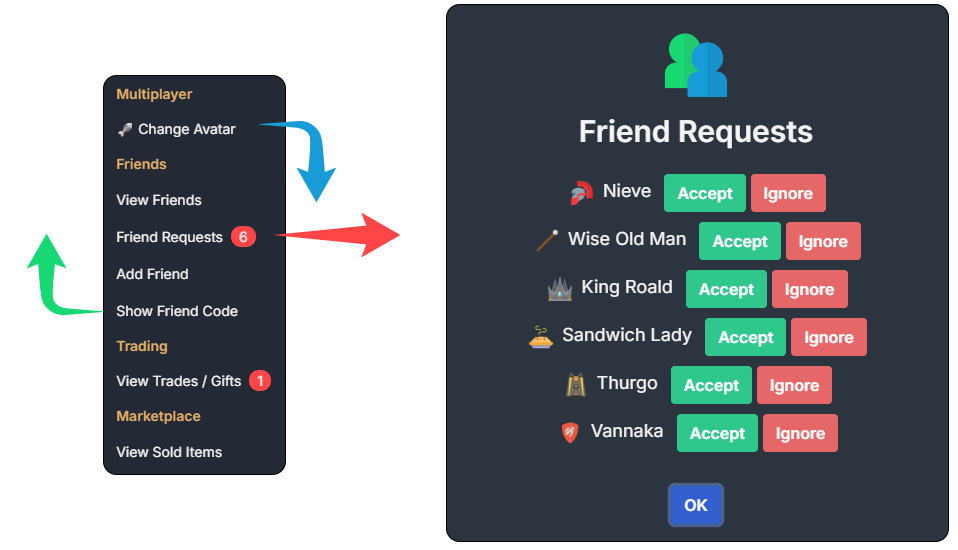 Multiplayer
Change Avatar
Friends
View Friends
Friend Requests 6
Add Friend
Show Friend Code
Trading
View Trades / Gifts 1
Marketplace
View Sold Items
Friend Requests
Nieve Accept Ignore
Wise Old Man Accept Ignore
King Roald Accept Ignore
Sandwich Lady Accept Ignore
Thurgo Accept Ignore
Vannaka Accept Ignore
OK